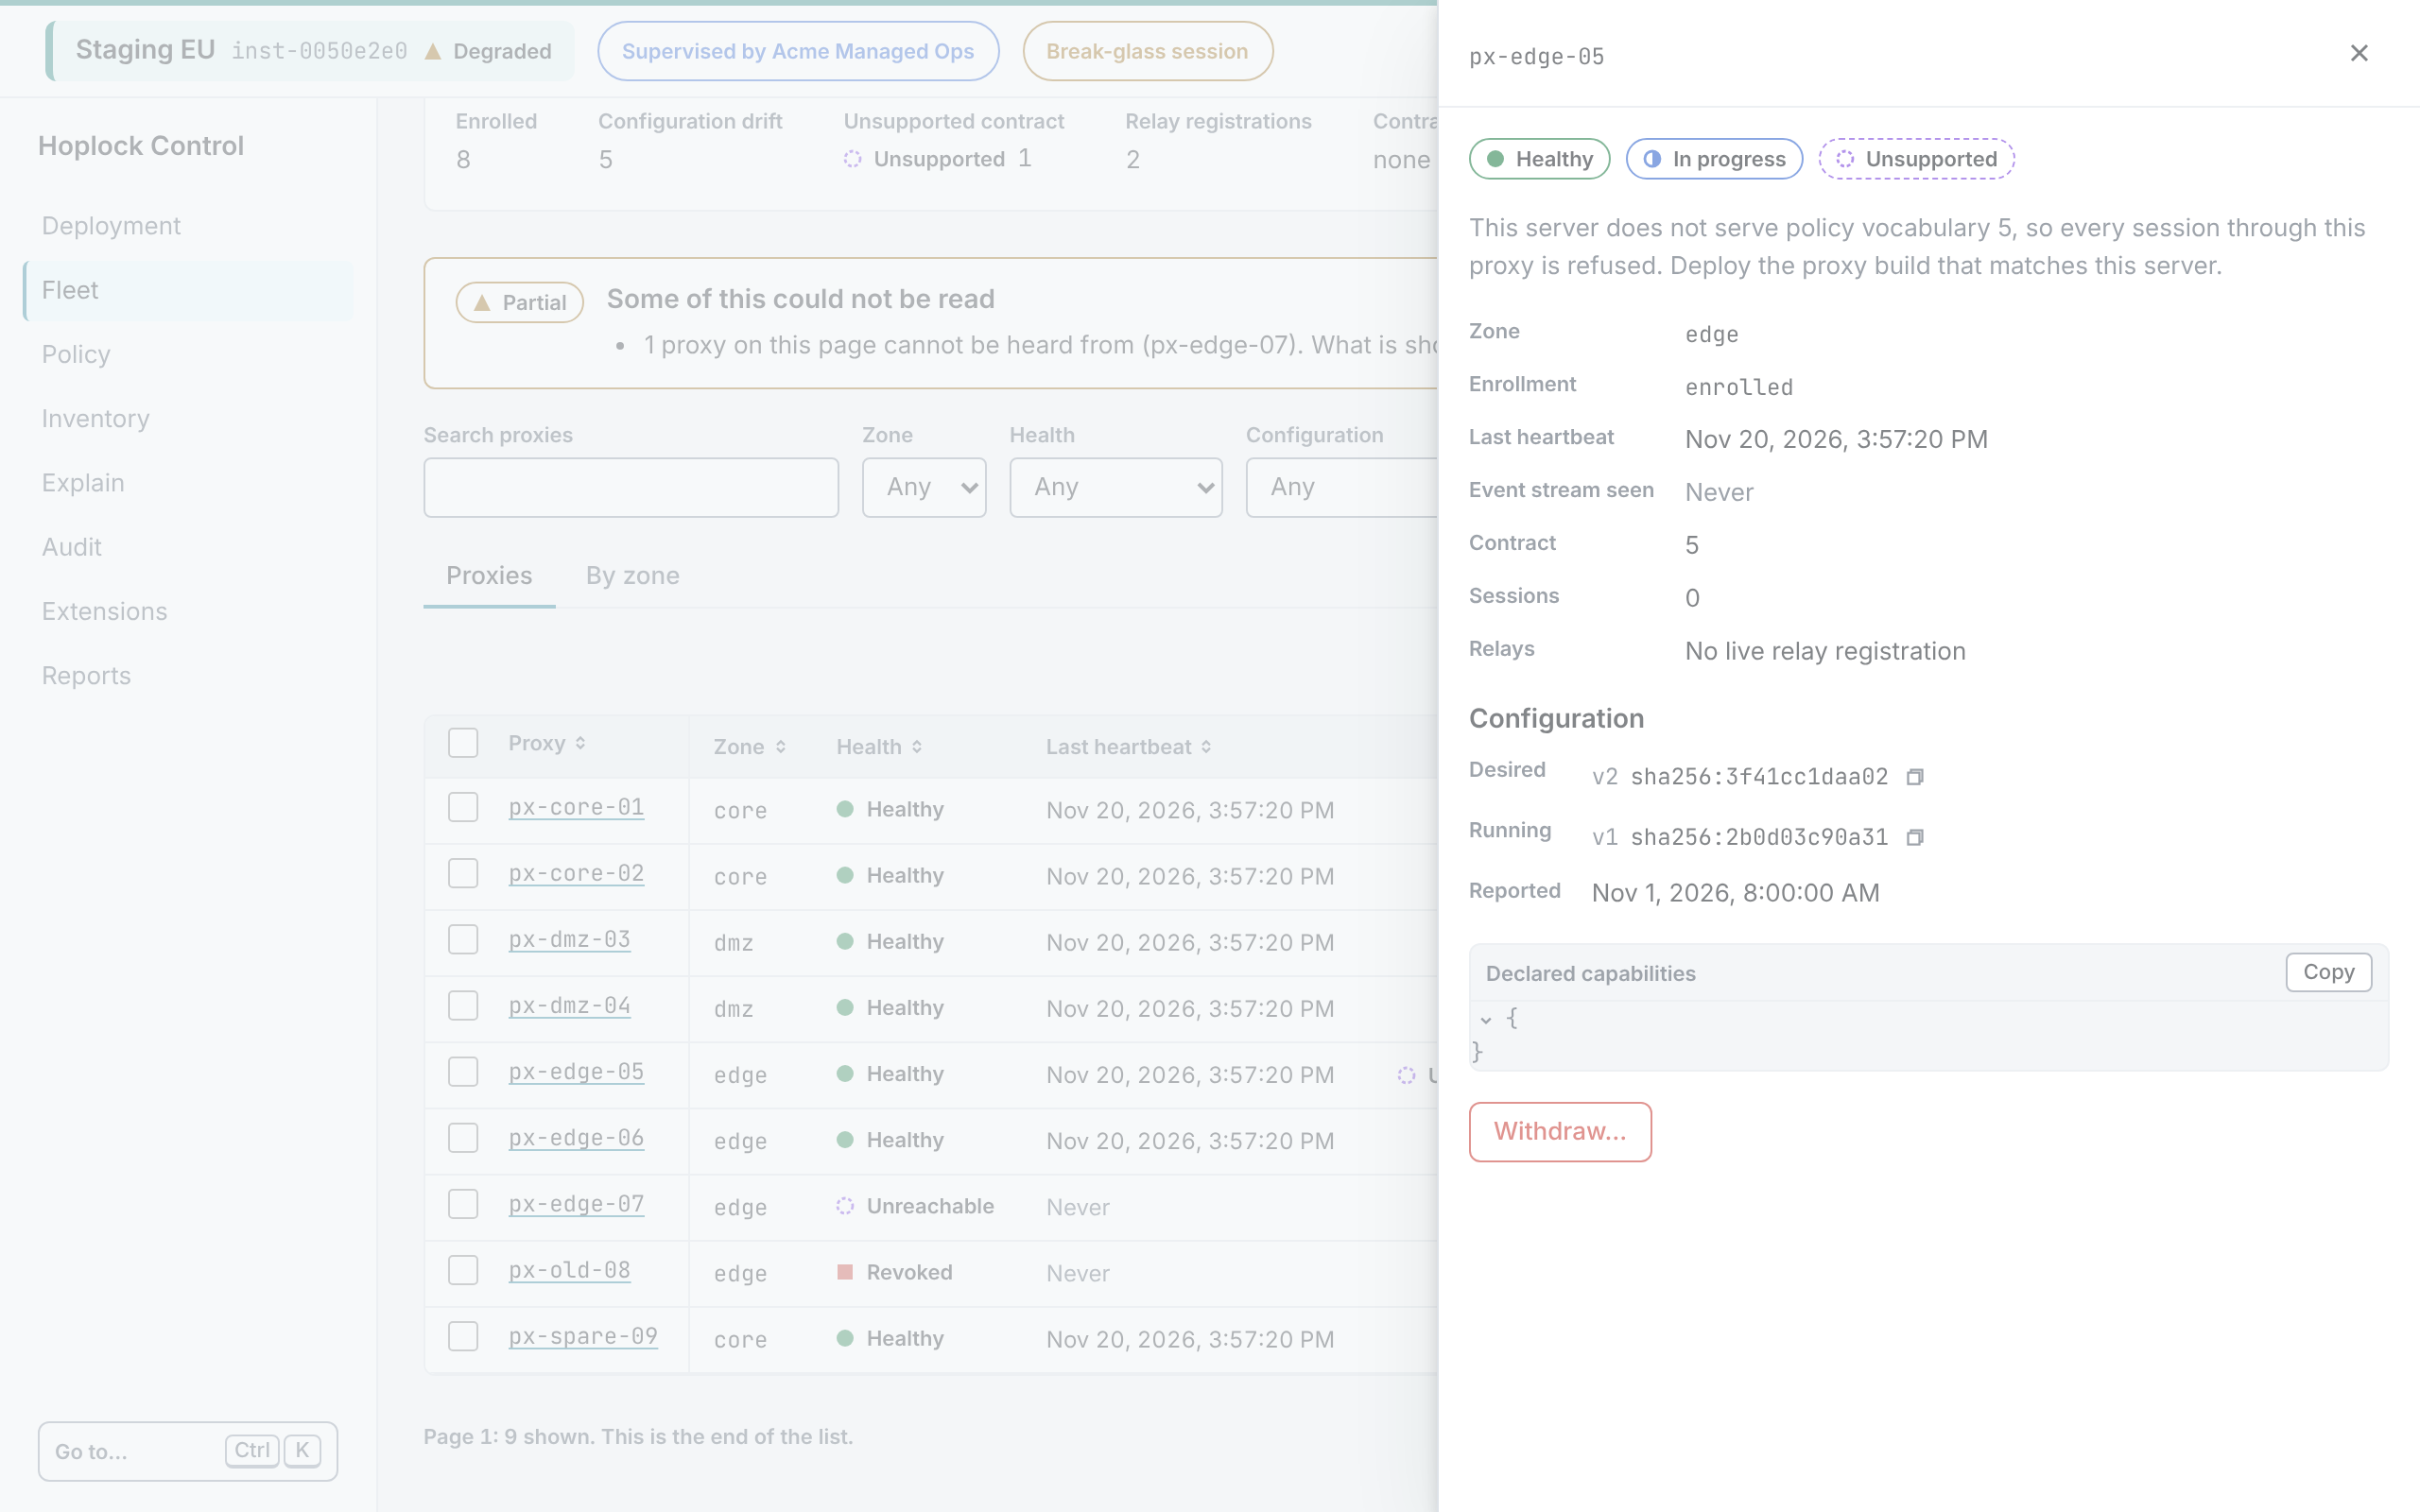 Staging EU inst-0050e2e0 Degraded
Supervised by Acme Managed Ops
Break-glass session
Hoplock Control
Deployment
Fleet
Policy
Inventory
Explain
Audit
Extensions
Reports
Go to... Ctrl K
Enrolled
8
Configuration drift
5
Unsupported contract
Unsupported 1
Relay registrations
2
none
Partial
Some of this could not be read
1 proxy on this page cannot be heard from (px-edge-07). What is
Search proxies
Zone
Any
Health
Any
Configuration
Any
Proxies By zone
Proxy Zone Health Last heartbeat
px-core-01 core Healthy Nov 20, 2026, 3:57:20 PM
px-core-02 core Healthy Nov 20, 2026, 3:57:20 PM
px-dmz-03 dmz Healthy Nov 20, 2026, 3:57:20 PM
px-dmz-04 dmz Healthy Nov 20, 2026, 3:57:20 PM
px-edge-05 edge Healthy Nov 20, 2026, 3:57:20 PM
px-edge-06 edge Healthy Nov 20, 2026, 3:57:20 PM
px-edge-07 edge Unreachable Never
px-old-08 edge Revoked Never
px-spare-09 core Healthy Nov 20, 2026, 3:57:20 PM
Page 1: 9 shown. This is the end of the list.
px-edge-05
Healthy In progress Unsupported
This server does not serve policy vocabulary 5, so every session through this
proxy is refused. Deploy the proxy build that matches this server.
Zone edge
Enrollment enrolled
Last heartbeat Nov 20, 2026, 3:57:20 PM
Event stream seen Never
Contract 5
Sessions 0
Relays No live relay registration
Configuration
Desired v2 sha256:3f41cc1daa02
Running v1 sha256:2b0d03c90a31
Reported Nov 1, 2026, 8:00:00 AM
Declared capabilities Copy
{
}
Withdraw...